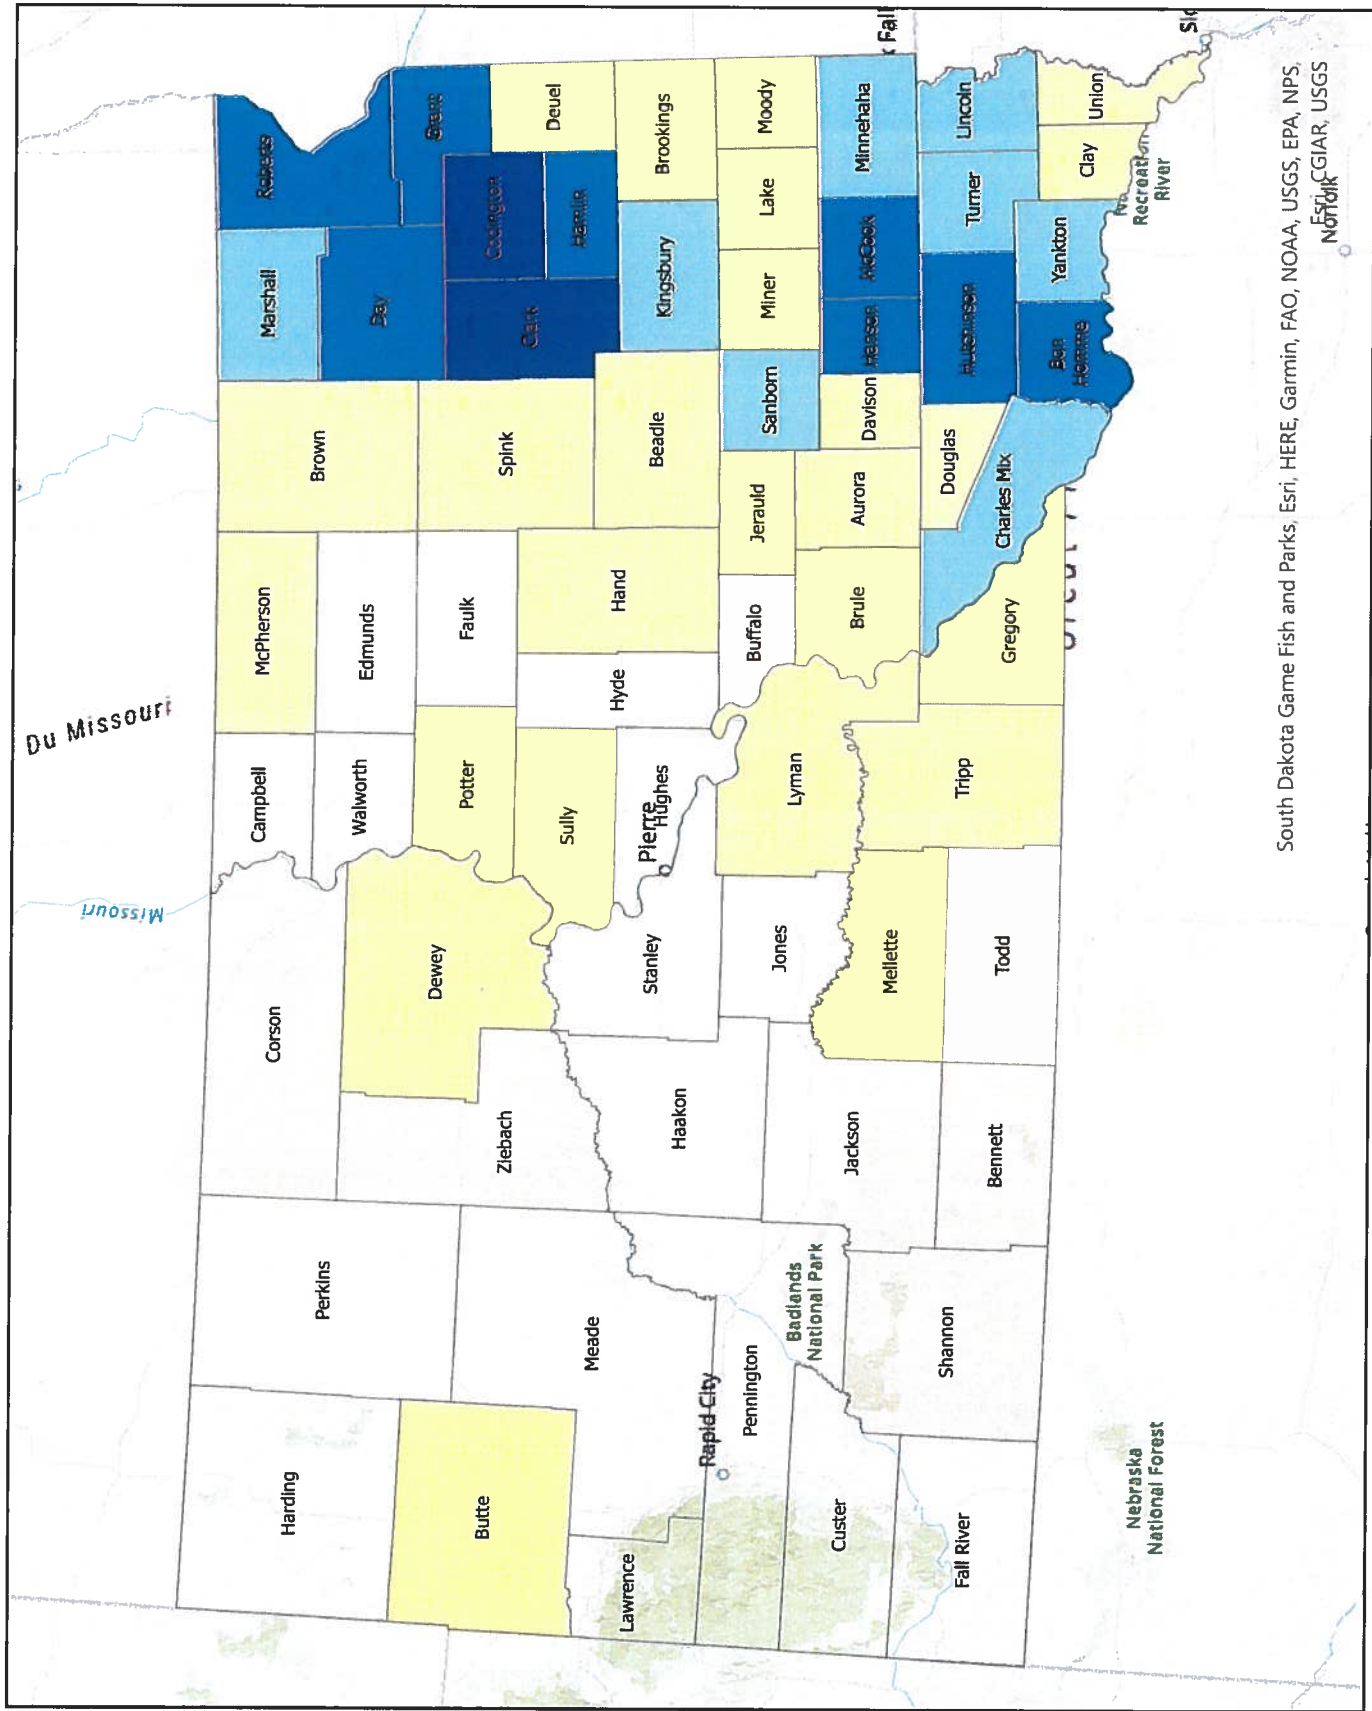 Du Missouri
Missouri
Harding
Perkins
Corson
Campbell
McPherson
Brown
Marshall
Roberts
Walworth
Edmunds
Day
Grant
Butte
Dewey
Potter
Faulk
Spink
Codington
Deuel
Ziebach
Meade
Sully
Hyde
Hand
Clark
Hamlin
Lawrence
Haakon
Stanley
Pierre
Hughes
Beadle
Kingsbury
Brookings
Rapid City
Pennington
Badlands
National Park
Jackson
Jones
Lyman
Buffalo
Jerauld
Sanborn
Miner
Lake
Moody
Custer
Shannon
Mellette
Brule
Aurora
Davison
Hanson
McCook
Minnehaha
x Fall
Fall River
Bennett
Todd
Tripp
Gregory
Douglas
Charles Mix
Hutchinson
Turner
Lincoln
Bon
Homme
Yankton
Clay
Union
Nebraska
National Forest
Recreation
River
South Dakota Game Fish and Parks, Esri, HERE, Garmin, FAO, NOAA, USGS, EPA, NPS,
Esri, CGIAR, USGS
Norfolk